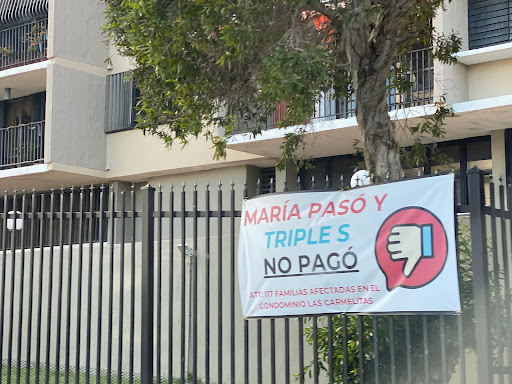 MARÍA PASÓ Y
TRIPLE S
NO PAGÓ
ATT: 117 FAMILIAS AFECTADAS EN EL
CONDOMINIO LAS CARMELITAS